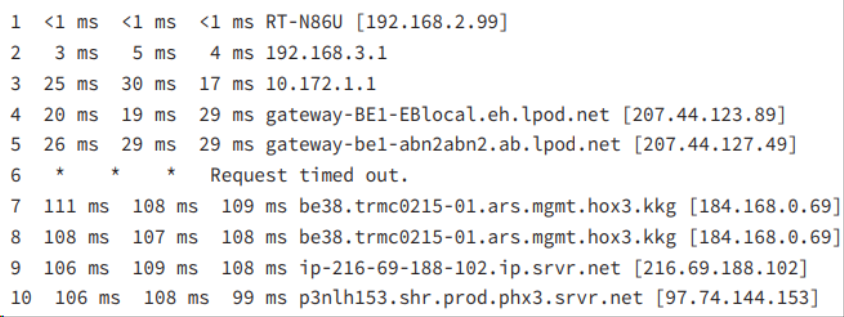 1 <1 ms <1 ms <1 ms RT-N86U [192.168.2.99]
2 3 ms 5 ms 4 ms 192.168.3.1
3 25 ms 30 ms 17 ms 10.172.1.1
4 20 ms 19 ms 29 ms gateway-BE1-EBlocal.eh.lpod.net [207.44.123.89]
5 26 ms 29 ms 29 ms gateway-be1-abn2abn2.ab.lpod.net [207.44.127.49]
6 * * * Request timed out.
7 111 ms 108 ms 109 ms be38.trmc0215-01.ars.mgmt.hox3.kkg [184.168.0.69]
8 108 ms 107 ms 108 ms be38.trmc0215-01.ars.mgmt.hox3.kkg [184.168.0.69]
9 106 ms 109 ms 108 ms ip-216-69-188-102.ip.srvr.net [216.69.188.102]
10 106 ms 108 ms 99 ms p3nlh153.shr.prod.phx3.srvr.net [97.74.144.153]